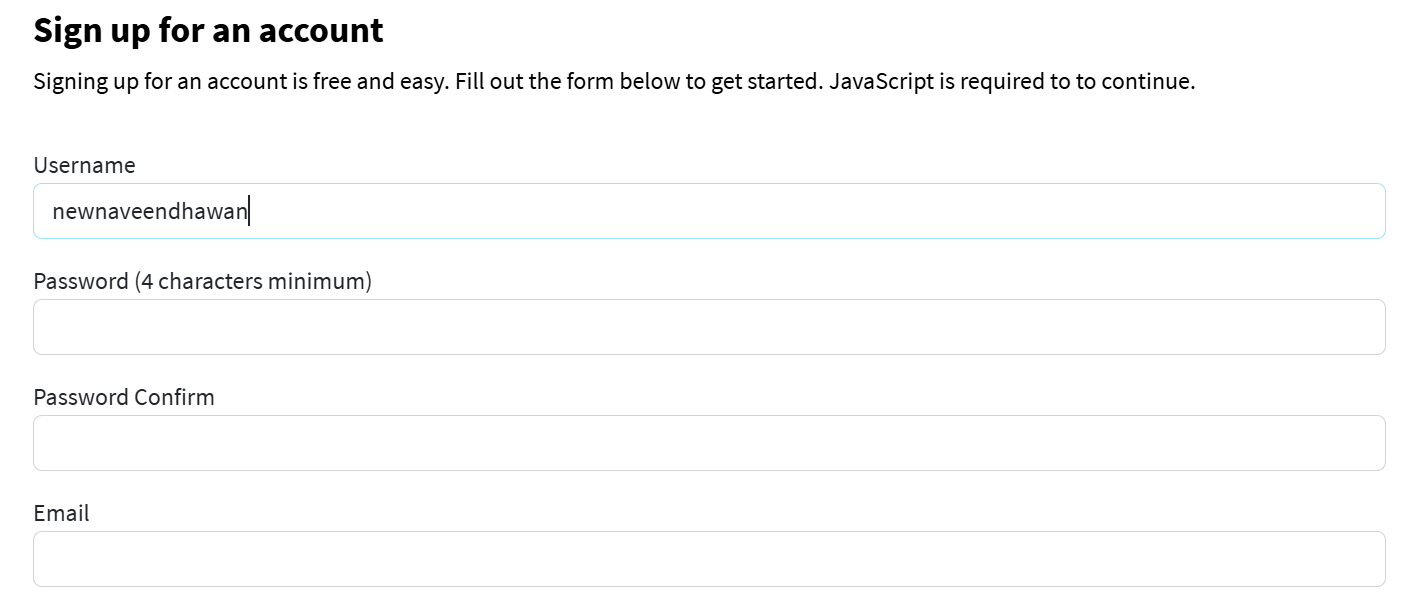 Sign up for an account
Signing up for an account is free and easy. Fill out the form below to get started. JavaScript is required to to continue.
Username
newnaveendhawan
Password (4 characters minimum)
Password Confirm
Email